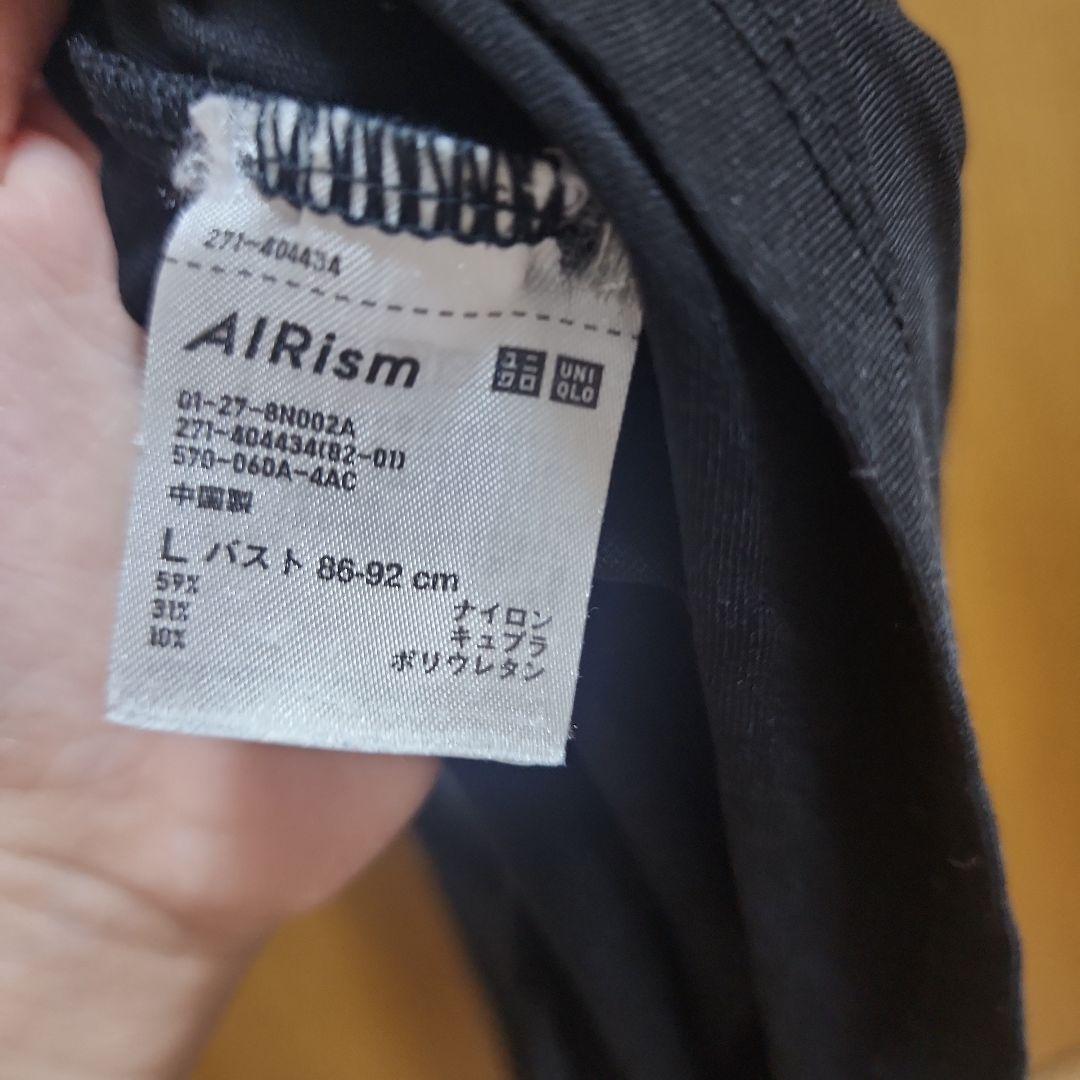 271-404434
AIRism
ユニクロ UNIQLO
01-27-8N002A
271-404434(82-01)
570-060A-4AC
中国製
L バスト 86-92 cm
59% ナイロン
31% キュプラ
10% ポリウレタン